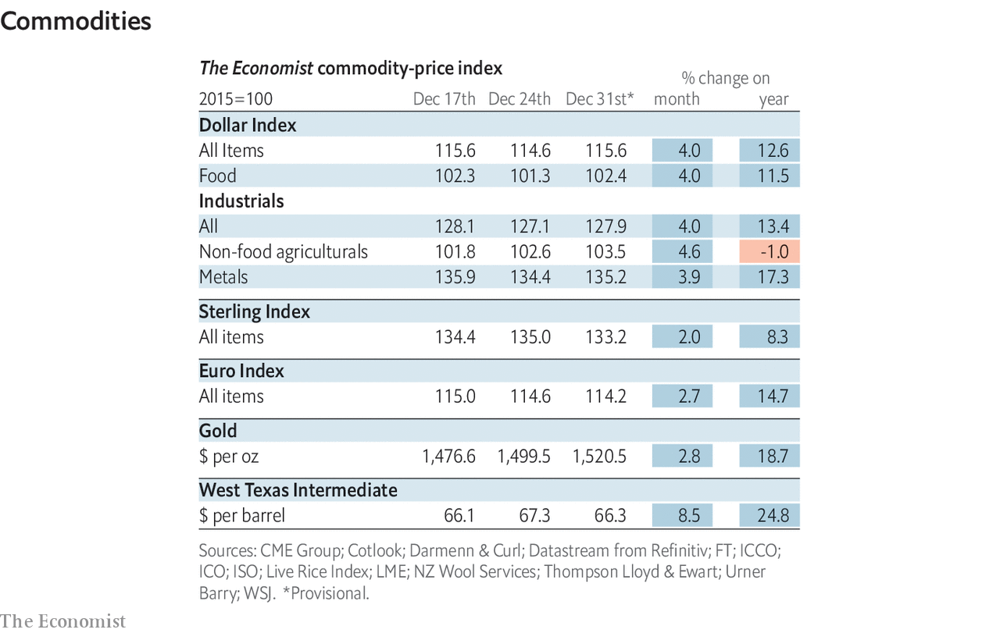 Commodities
The Economist commodity-price index
% change on
2015=100 Dec 17th Dec 24th Dec 31st* month year
Dollar Index
All Items 115.6 114.6 115.6 4.0 12.6
Food 102.3 101.3 102.4 4.0 11.5
Industrials
All 128.1 127.1 127.9 4.0 13.4
Non-food agriculturals 101.8 102.6 103.5 4.6 -1.0
Metals 135.9 134.4 135.2 3.9 17.3
Sterling Index
All items 134.4 135.0 133.2 2.0 8.3
Euro Index
All items 115.0 114.6 114.2 2.7 14.7
Gold
$ per oz 1,476.6 1,499.5 1,520.5 2.8 18.7
West Texas Intermediate
$ per barrel 66.1 67.3 66.3 8.5 24.8
Sources: CME Group; Cotlook; Darmenn & Curl; Datastream from Refinitiv; FT; ICCO;
ICO; ISO; Live Rice Index; LME; NZ Wool Services; Thompson Lloyd & Ewart; Urner
Barry; WSJ. *Provisional.
The Economist